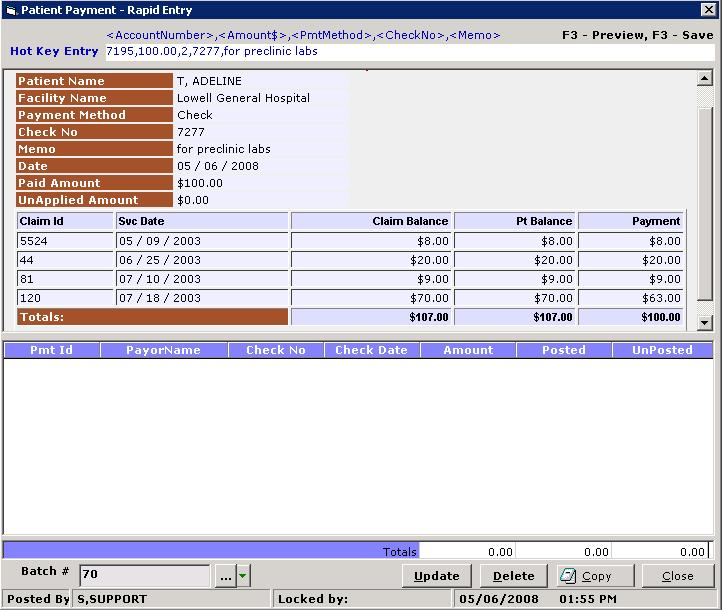 Patient Payment - Rapid Entry
<AccountNumber>,<Amount$>,<PmtMethod>,<CheckNo>,<Memo> F3 - Preview, F3 - Save
Hot Key Entry 7195,100.00,2,7277,for preclinic labs
Patient Name T, ADELINE
Facility Name Lowell General Hospital
Payment Method Check
Check No 7277
Memo for preclinic labs
Date 05 / 06 / 2008
Paid Amount $100.00
UnApplied Amount $0.00
Claim Id Svc Date Claim Balance Pt Balance Payment
5524 05 / 09 / 2003 $8.00 $8.00 $8.00
44 06 / 25 / 2003 $20.00 $20.00 $20.00
81 07 / 10 / 2003 $9.00 $9.00 $9.00
120 07 / 18 / 2003 $70.00 $70.00 $63.00
Totals: $107.00 $107.00 $100.00
Pmt Id PayorName Check No Check Date Amount Posted UnPosted
Totals 0.00 0.00 0.00
Batch # 70 ... Update Delete Copy Close
Posted By S,SUPPORT Locked by: 05/06/2008 01:55 PM